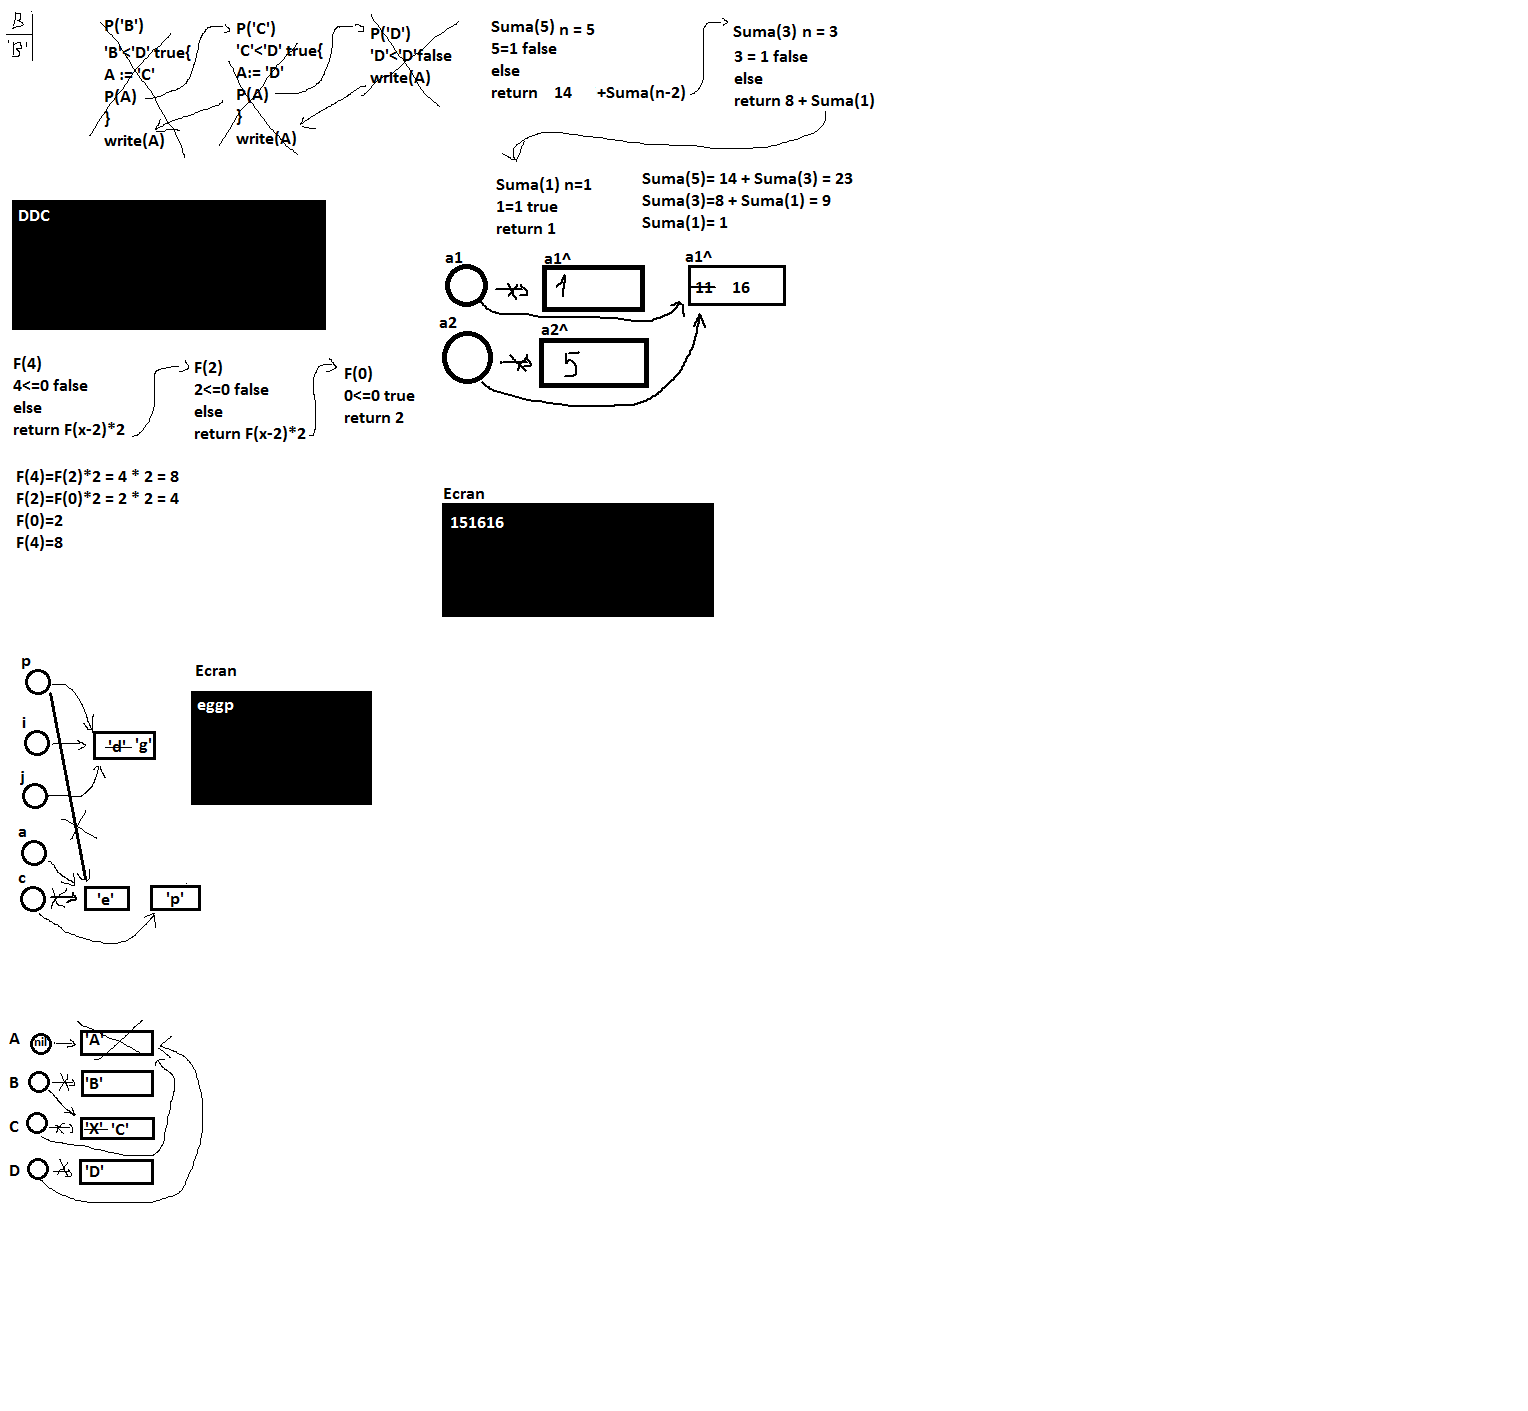 B
'B'
P('B')
'B'<'D' true{
A := 'C'
P(A)
}
write(A)
P('C')
'C'<'D' true{
A:= 'D'
P(A)
}
write(A)
P('D')
'D'<'D'false
write(A)
DDC
Suma(5) n = 5
5=1 false
else
return 14 +Suma(n-2)
Suma(3) n = 3
3 = 1 false
else
return 8 + Suma(1)
Suma(1) n=1
1=1 true
return 1
Suma(5)= 14 + Suma(3) = 23
Suma(3)=8 + Suma(1) = 9
Suma(1)= 1
a1
a1^
1
a1^
11 16
a2
a2^
5
F(4)
4<=0 false
else
return F(x-2)*2
F(2)
2<=0 false
else
return F(x-2)*2
F(0)
0<=0 true
return 2
F(4)=F(2)*2 = 4 * 2 = 8
F(2)=F(0)*2 = 2 * 2 = 4
F(0)=2
F(4)=8
Ecran
151616
p
i
'd' 'g'
j
a
c
'e'
'p'
Ecran
eggp
A nil 'A'
B 'B'
C 'X' 'C'
D 'D'